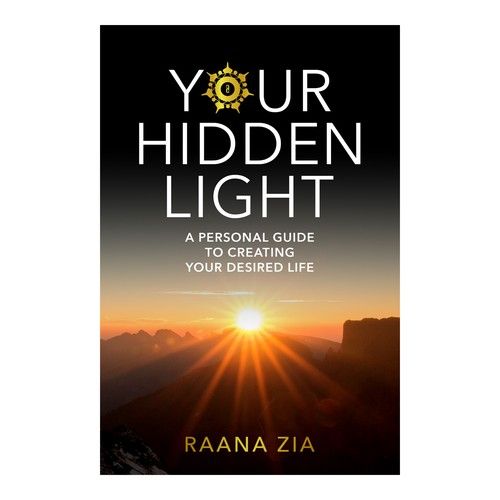 YOUR
HIDDEN
LIGHT
A PERSONAL GUIDE
TO CREATING
YOUR DESIRED LIFE
RAANA ZIA